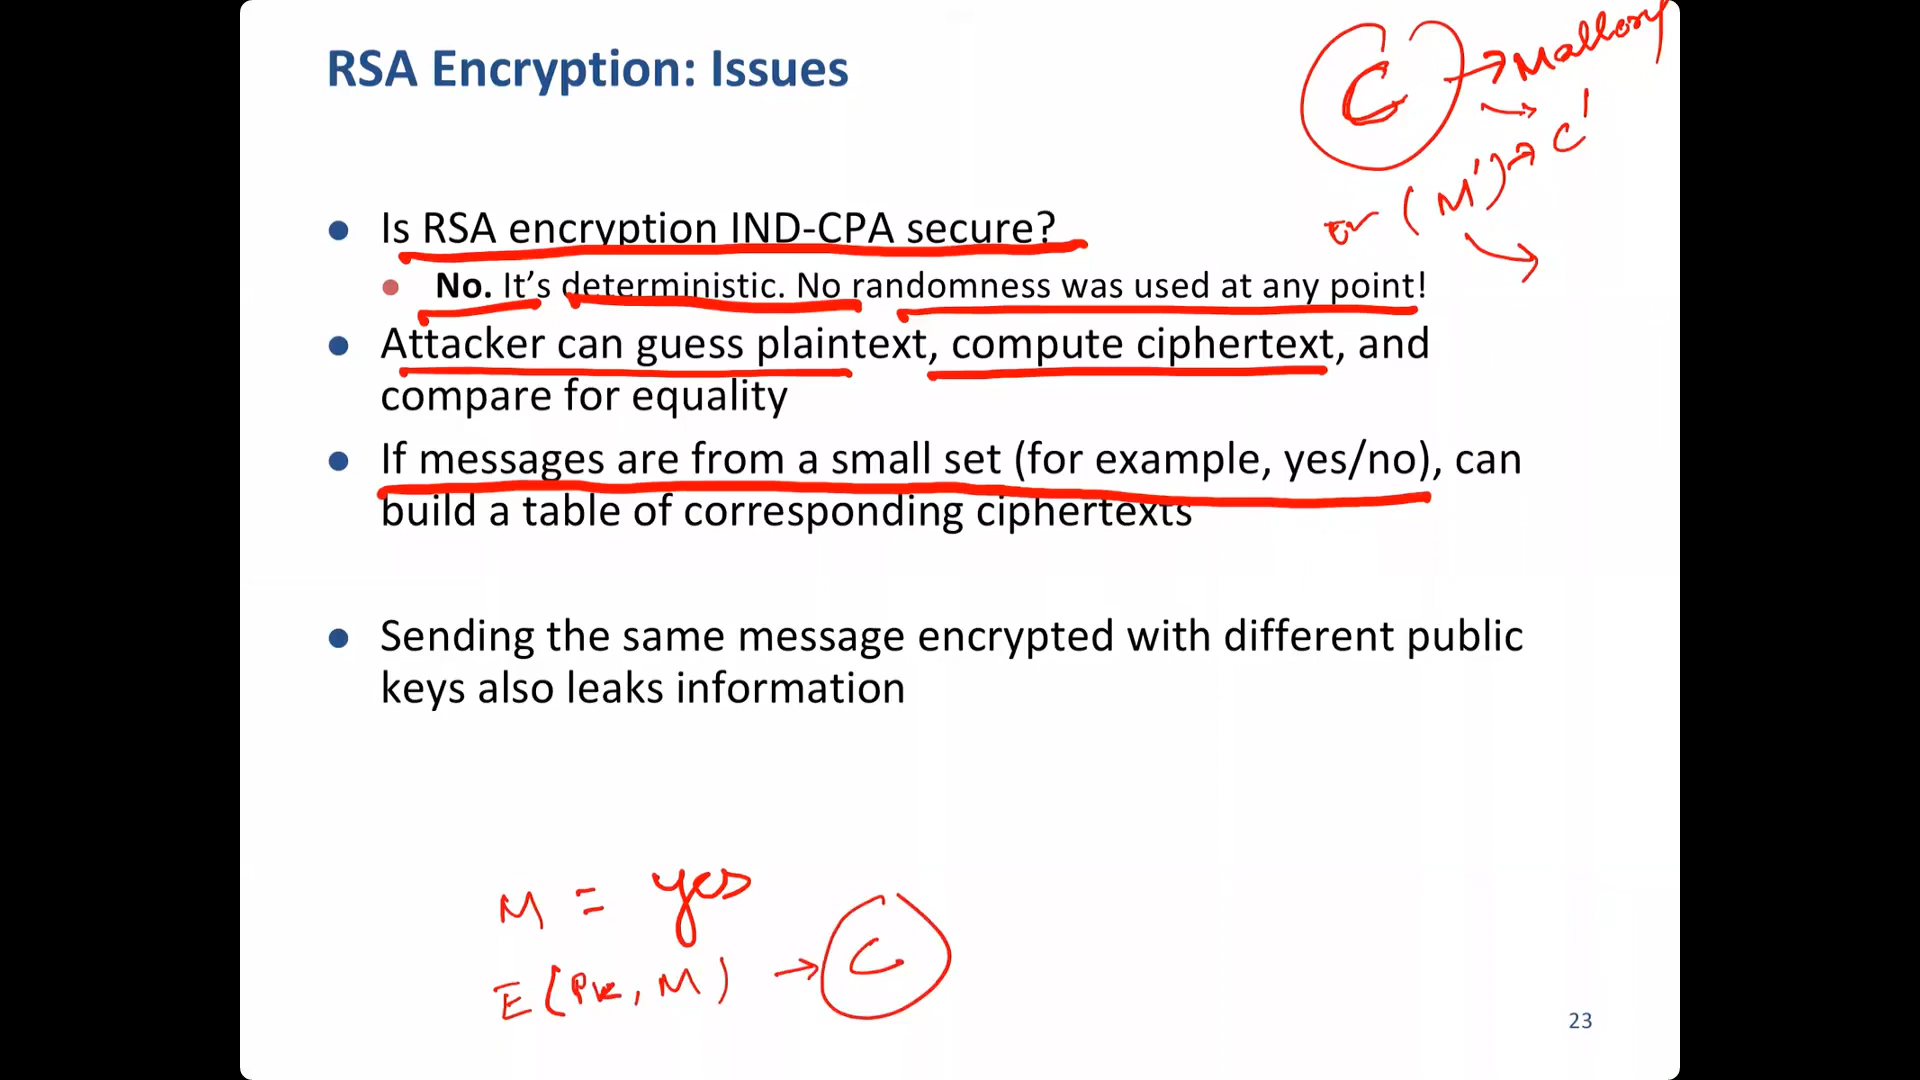 RSA Encryption: Issues
C → Mallory
→
(M') → C'
→
● Is RSA encryption IND-CPA secure?
● No. It's deterministic. No randomness was used at any point!
● Attacker can guess plaintext, compute ciphertext, and
compare for equality
● If messages are from a small set (for example, yes/no), can
build a table of corresponding ciphertexts
● Sending the same message encrypted with different public
keys also leaks information
M = yes
E(PK, M) → C
23